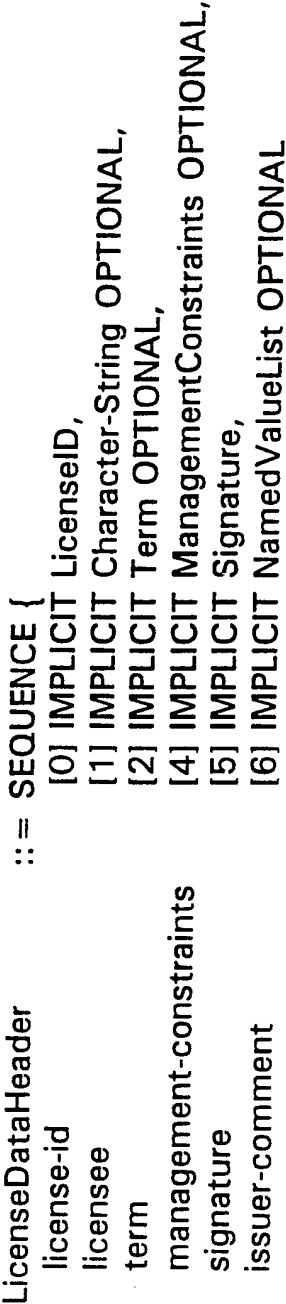 LicenseDataHeader ::= SEQUENCE {
license-id [0] IMPLICIT LicenseID,
licensee [1] IMPLICIT Character-String OPTIONAL,
term [2] IMPLICIT Term OPTIONAL,
management-constraints [4] IMPLICIT ManagementConstraints OPTIONAL,
signature [5] IMPLICIT Signature,
issuer-comment [6] IMPLICIT NamedValueList OPTIONAL